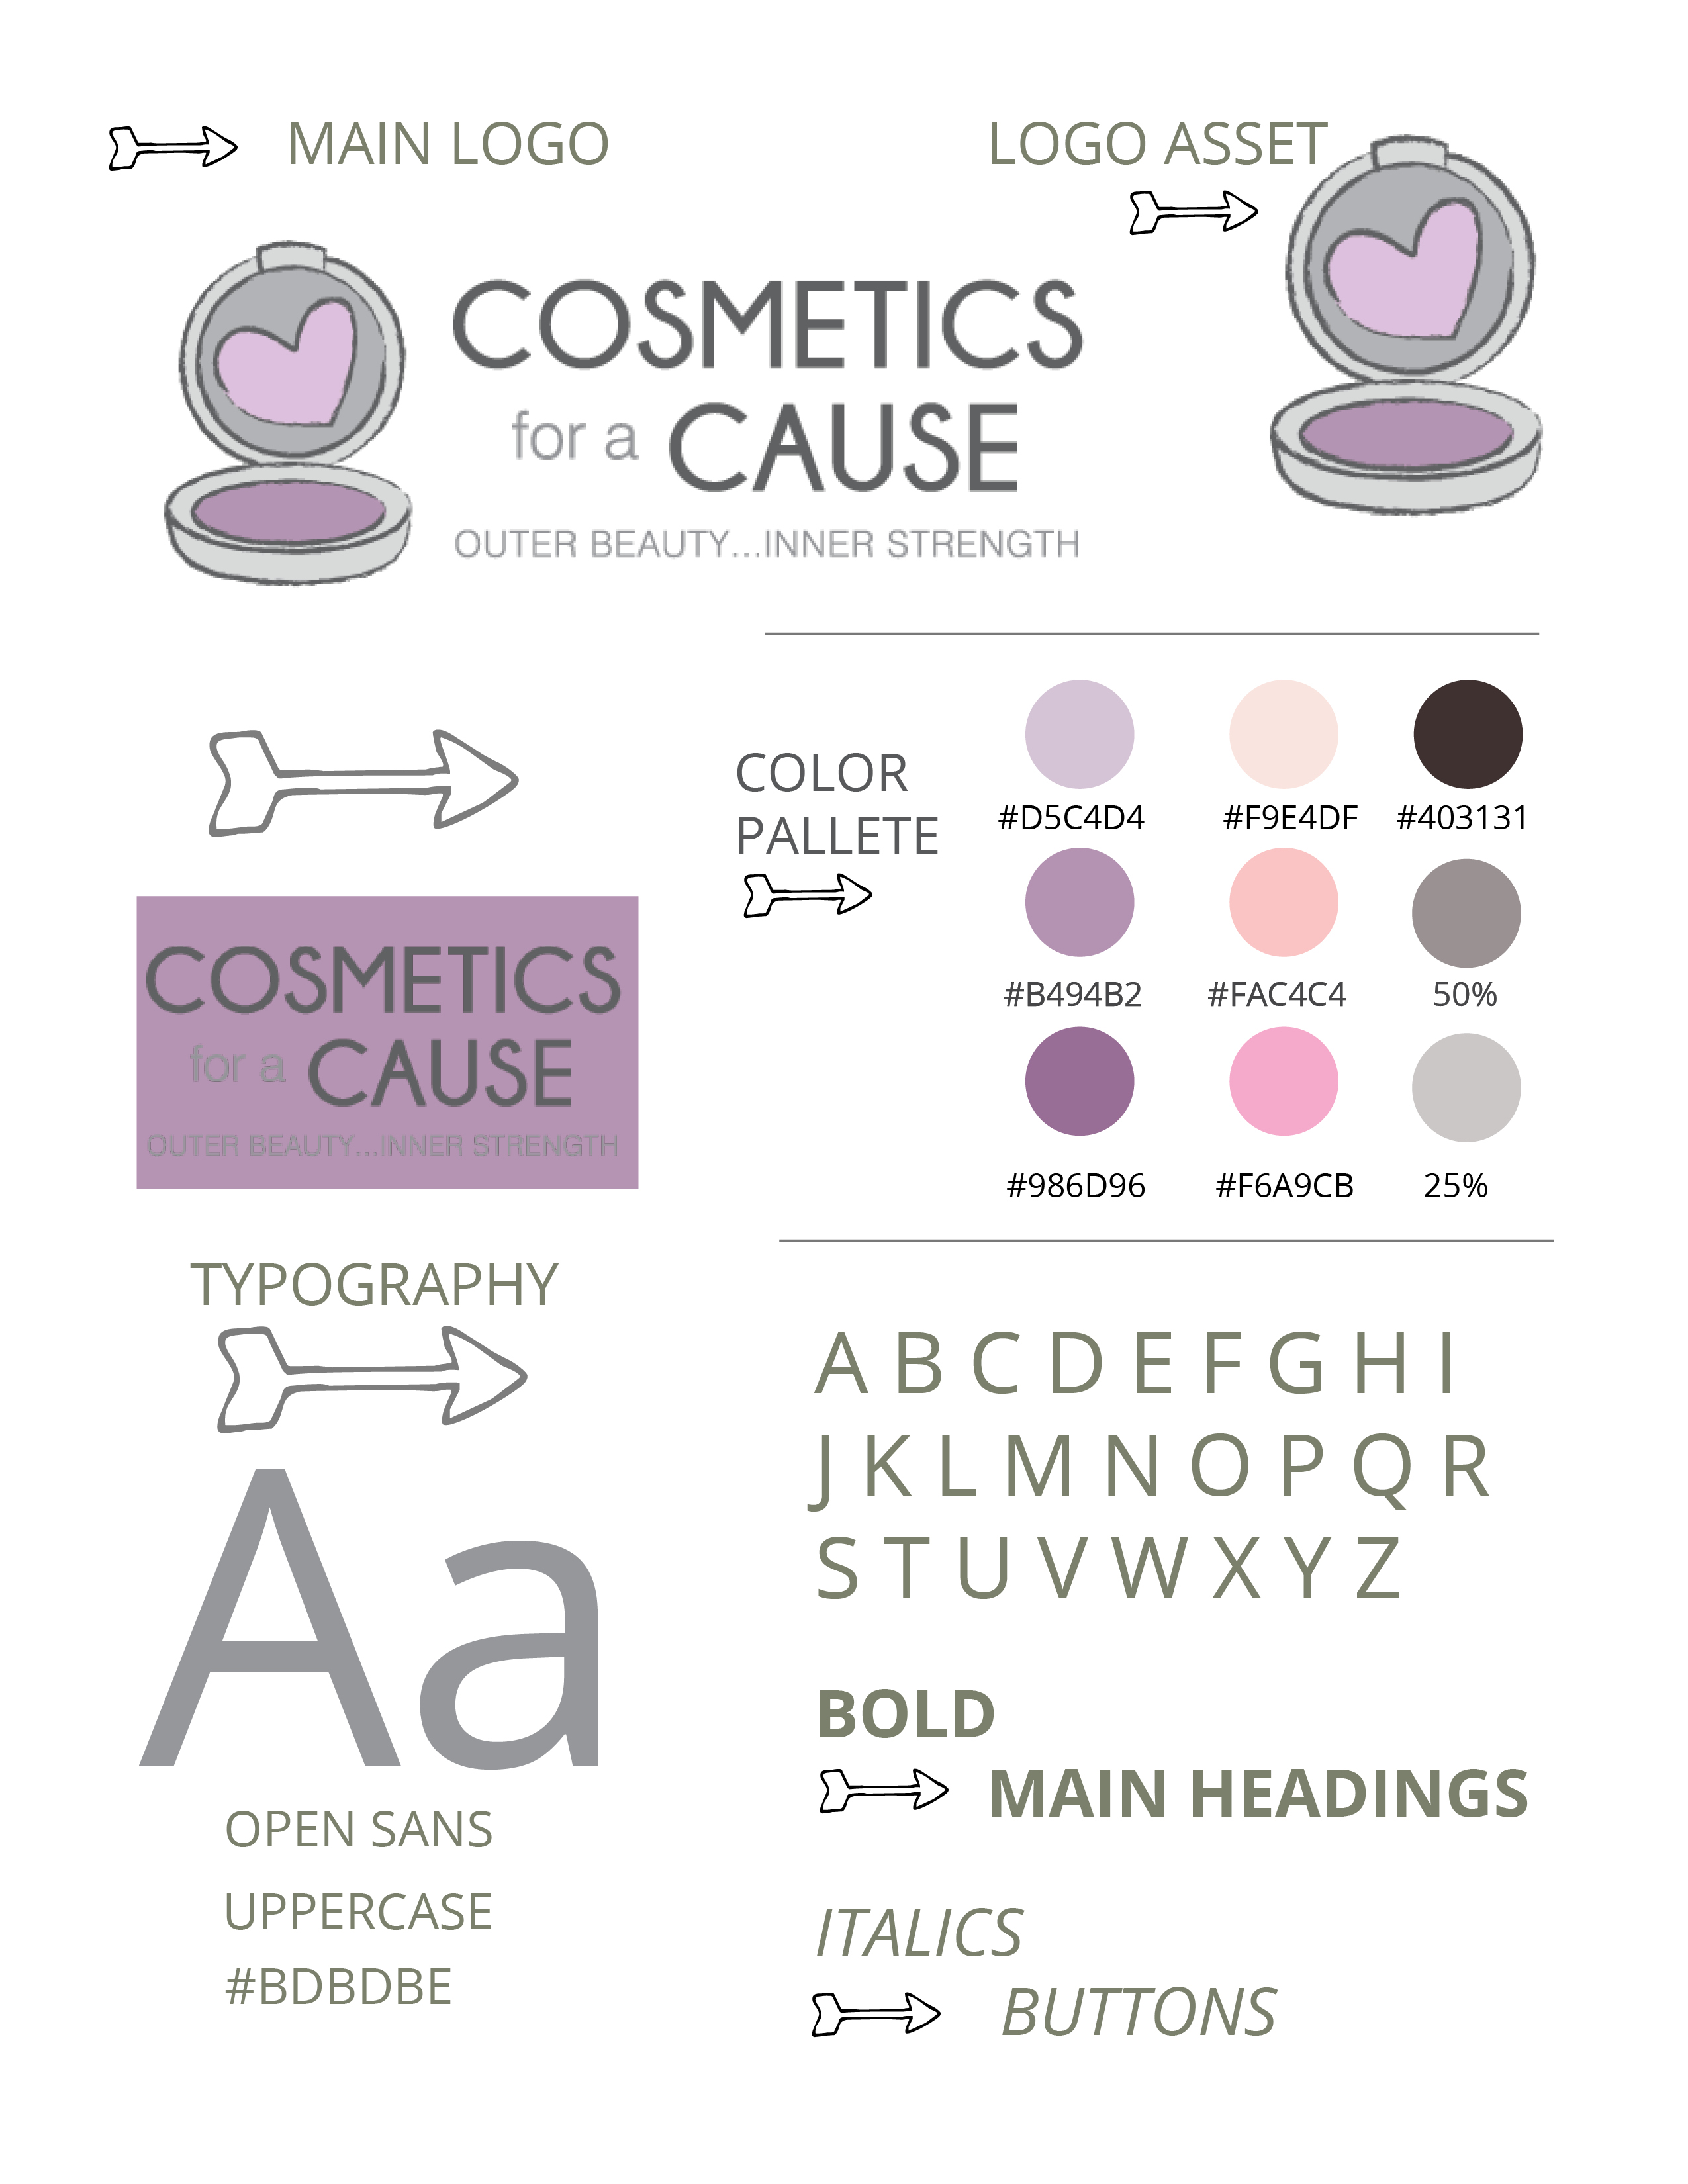 MAIN LOGO
LOGO ASSET
COSMETICS
for a CAUSE
OUTER BEAUTY...INNER STRENGTH
COLOR
PALLETE
#D5C4D4 #F9E4DF #403131
#B494B2 #FAC4C4 50%
#986D96 #F6A9CB 25%
COSMETICS
for a CAUSE
OUTER BEAUTY...INNER STRENGTH
TYPOGRAPHY
Aa
OPEN SANS
UPPERCASE
#BDBDBE
A B C D E F G H I
J K L M N O P Q R
S T U V W X Y Z
BOLD
MAIN HEADINGS
ITALICS
BUTTONS